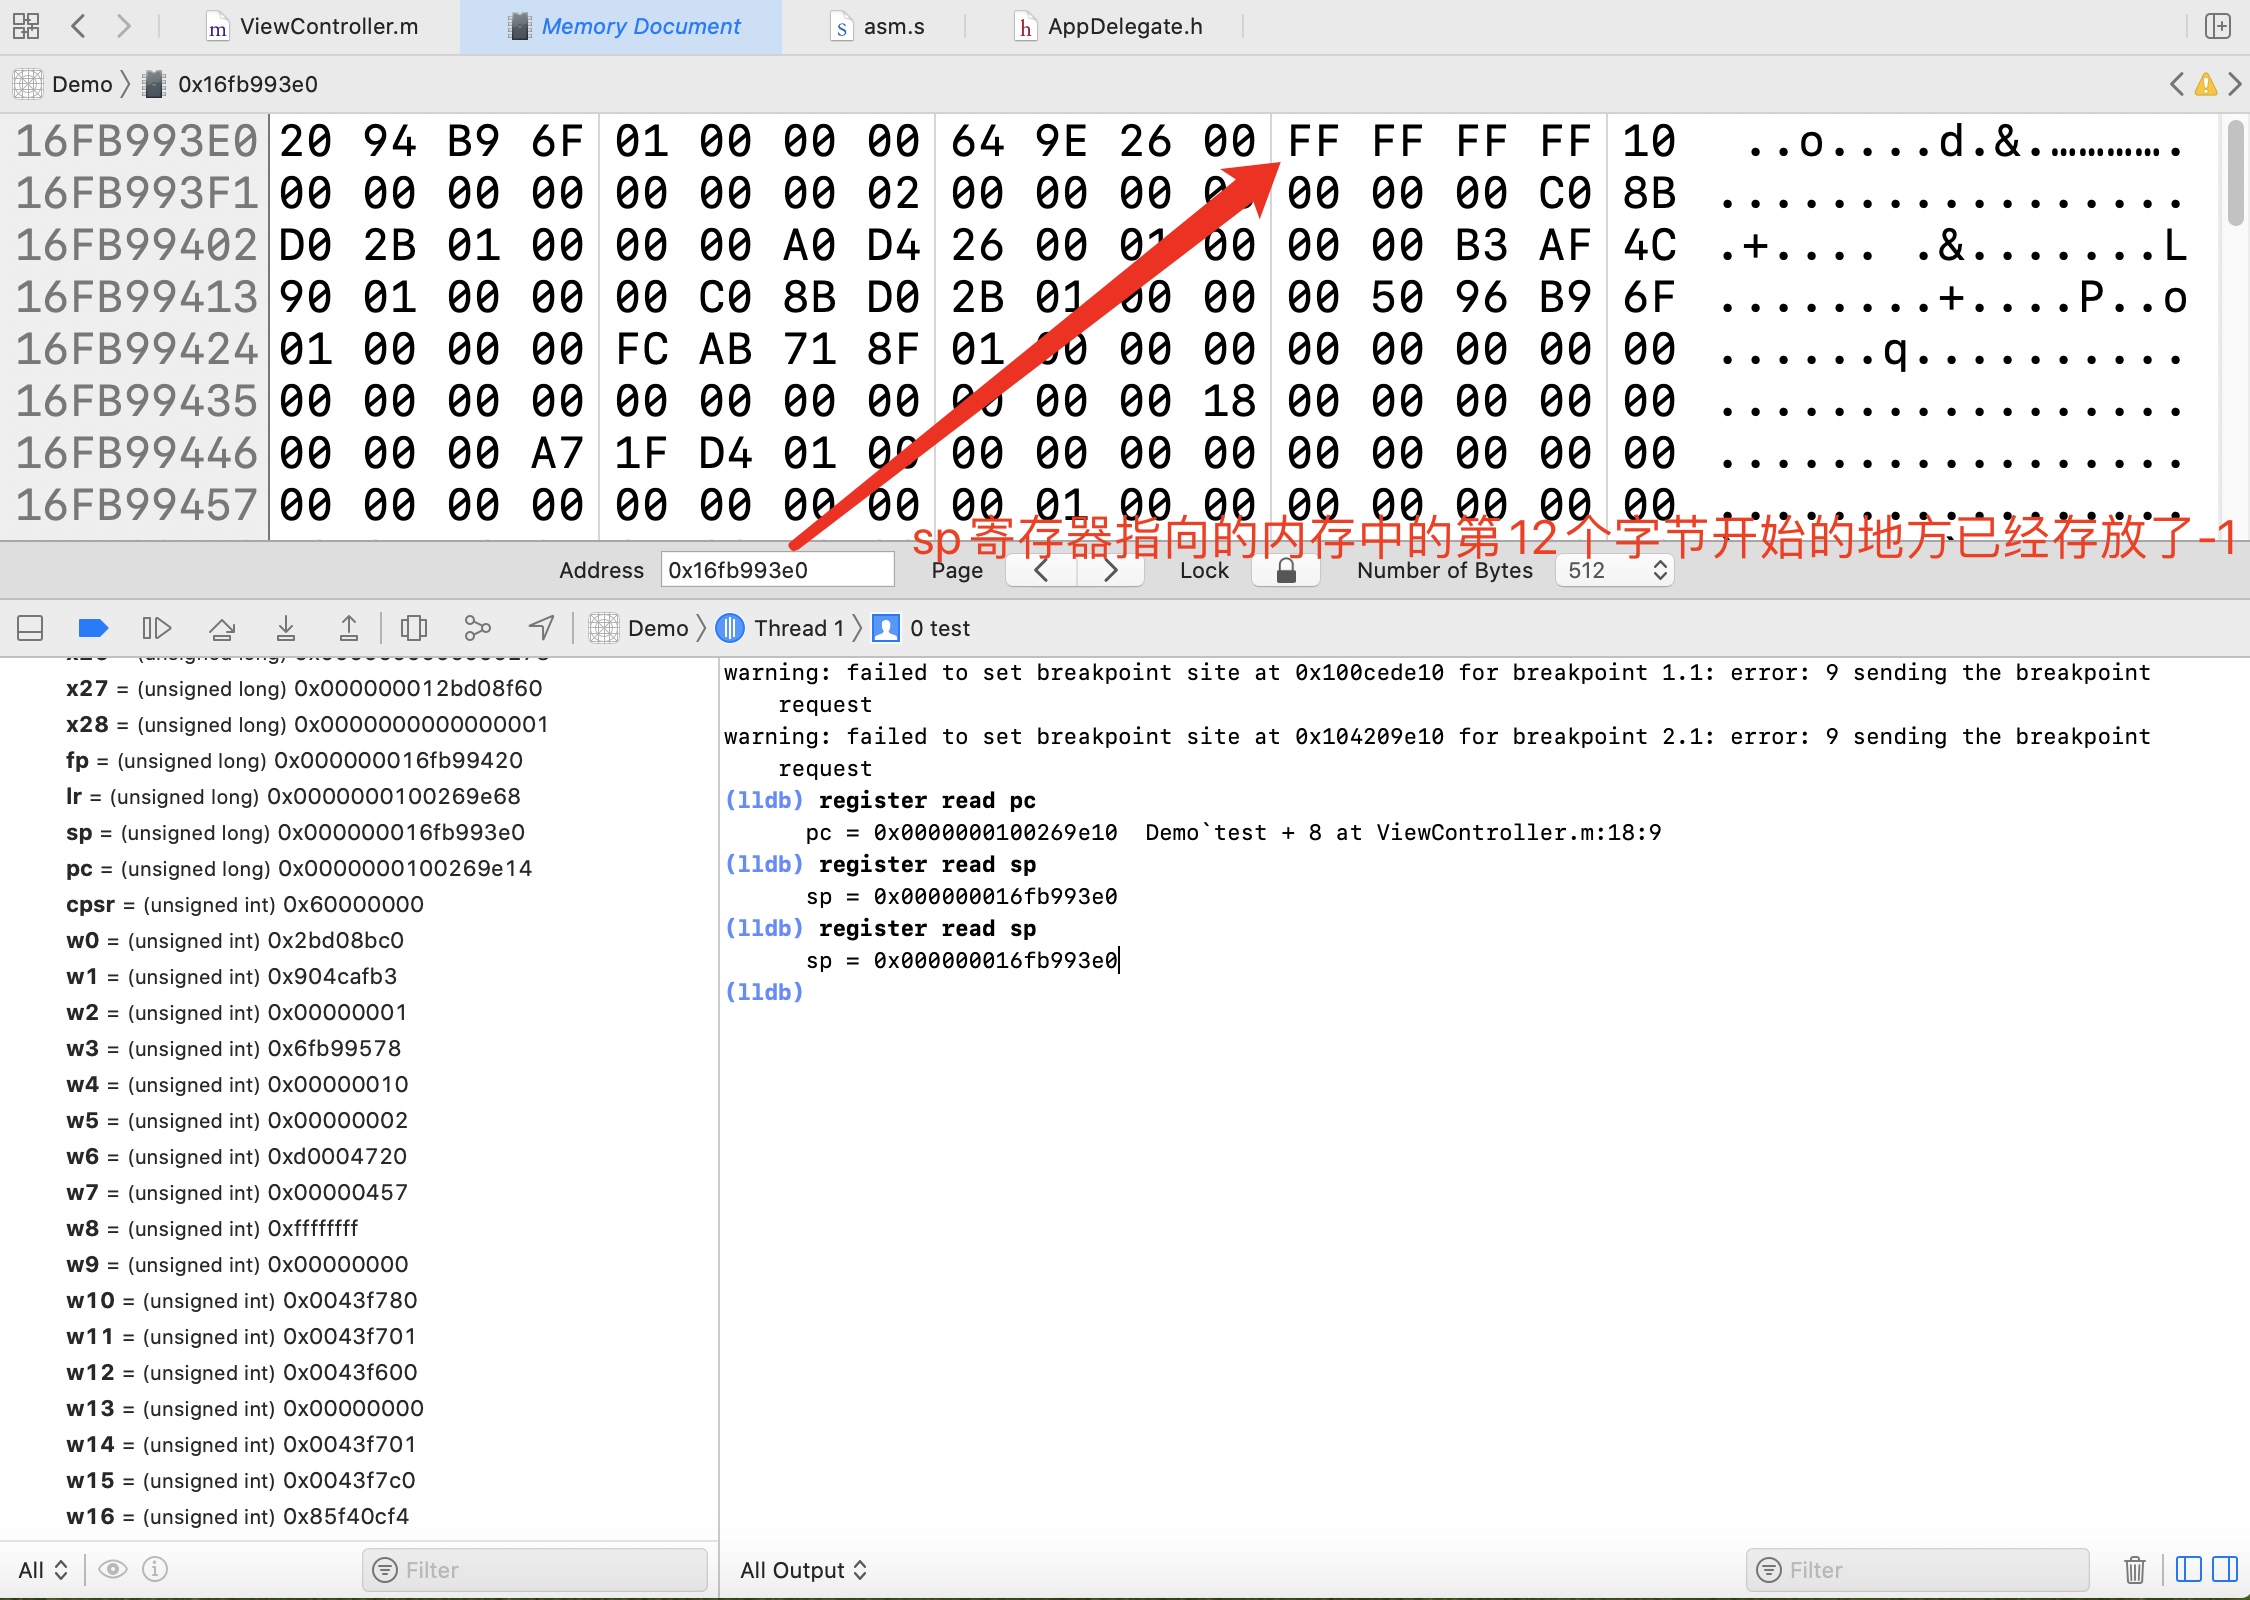 ViewController.m Memory Document asm.s AppDelegate.h
Demo 0x16fb993e0
16FB993E0 20 94 B9 6F 01 00 00 00 64 9E 26 00 FF FF FF FF 10 ..o....d.&...........
16FB993F1 00 00 00 00 00 00 00 02 00 00 00 00 00 00 00 C0 8B .................
16FB99402 D0 2B 01 00 00 00 A0 D4 26 00 01 00 00 00 B3 AF 4C .+.... .&.......L
16FB99413 90 01 00 00 00 C0 8B D0 2B 01 00 00 00 50 96 B9 6F ........+....P..o
16FB99424 01 00 00 00 FC AB 71 8F 01 00 00 00 00 00 00 00 00 ......q..........
16FB99435 00 00 00 00 00 00 00 00 00 00 00 18 00 00 00 00 00 .................
16FB99446 00 00 00 A7 1F D4 01 00 00 00 00 00 00 00 00 00 00 .................
16FB99457 00 00 00 00 00 00 00 00 00 01 00 00 00 00 00 00 00 .................
sp寄存器指向的内存中的第12个字节开始的地方已经存放了-1
Address 0x16fb993e0 Page Lock Number of Bytes 512
Demo Thread 1 0 test
x27 = (unsigned long) 0x000000012bd08f60
x28 = (unsigned long) 0x0000000000000001
fp = (unsigned long) 0x000000016fb99420
lr = (unsigned long) 0x0000000100269e68
sp = (unsigned long) 0x000000016fb993e0
pc = (unsigned long) 0x0000000100269e14
cpsr = (unsigned int) 0x60000000
w0 = (unsigned int) 0x2bd08bc0
w1 = (unsigned int) 0x904cafb3
w2 = (unsigned int) 0x00000001
w3 = (unsigned int) 0x6fb99578
w4 = (unsigned int) 0x00000010
w5 = (unsigned int) 0x00000002
w6 = (unsigned int) 0xd0004720
w7 = (unsigned int) 0x00000457
w8 = (unsigned int) 0xffffffff
w9 = (unsigned int) 0x00000000
w10 = (unsigned int) 0x0043f780
w11 = (unsigned int) 0x0043f701
w12 = (unsigned int) 0x0043f600
w13 = (unsigned int) 0x00000000
w14 = (unsigned int) 0x0043f701
w15 = (unsigned int) 0x0043f7c0
w16 = (unsigned int) 0x85f40cf4
All Filter
warning: failed to set breakpoint site at 0x100cede10 for breakpoint 1.1: error: 9 sending the breakpoint
request
warning: failed to set breakpoint site at 0x104209e10 for breakpoint 2.1: error: 9 sending the breakpoint
request
(lldb) register read pc
pc = 0x0000000100269e10 Demo`test + 8 at ViewController.m:18:9
(lldb) register read sp
sp = 0x000000016fb993e0
(lldb) register read sp
sp = 0x000000016fb993e0
(lldb)
All Output Filter